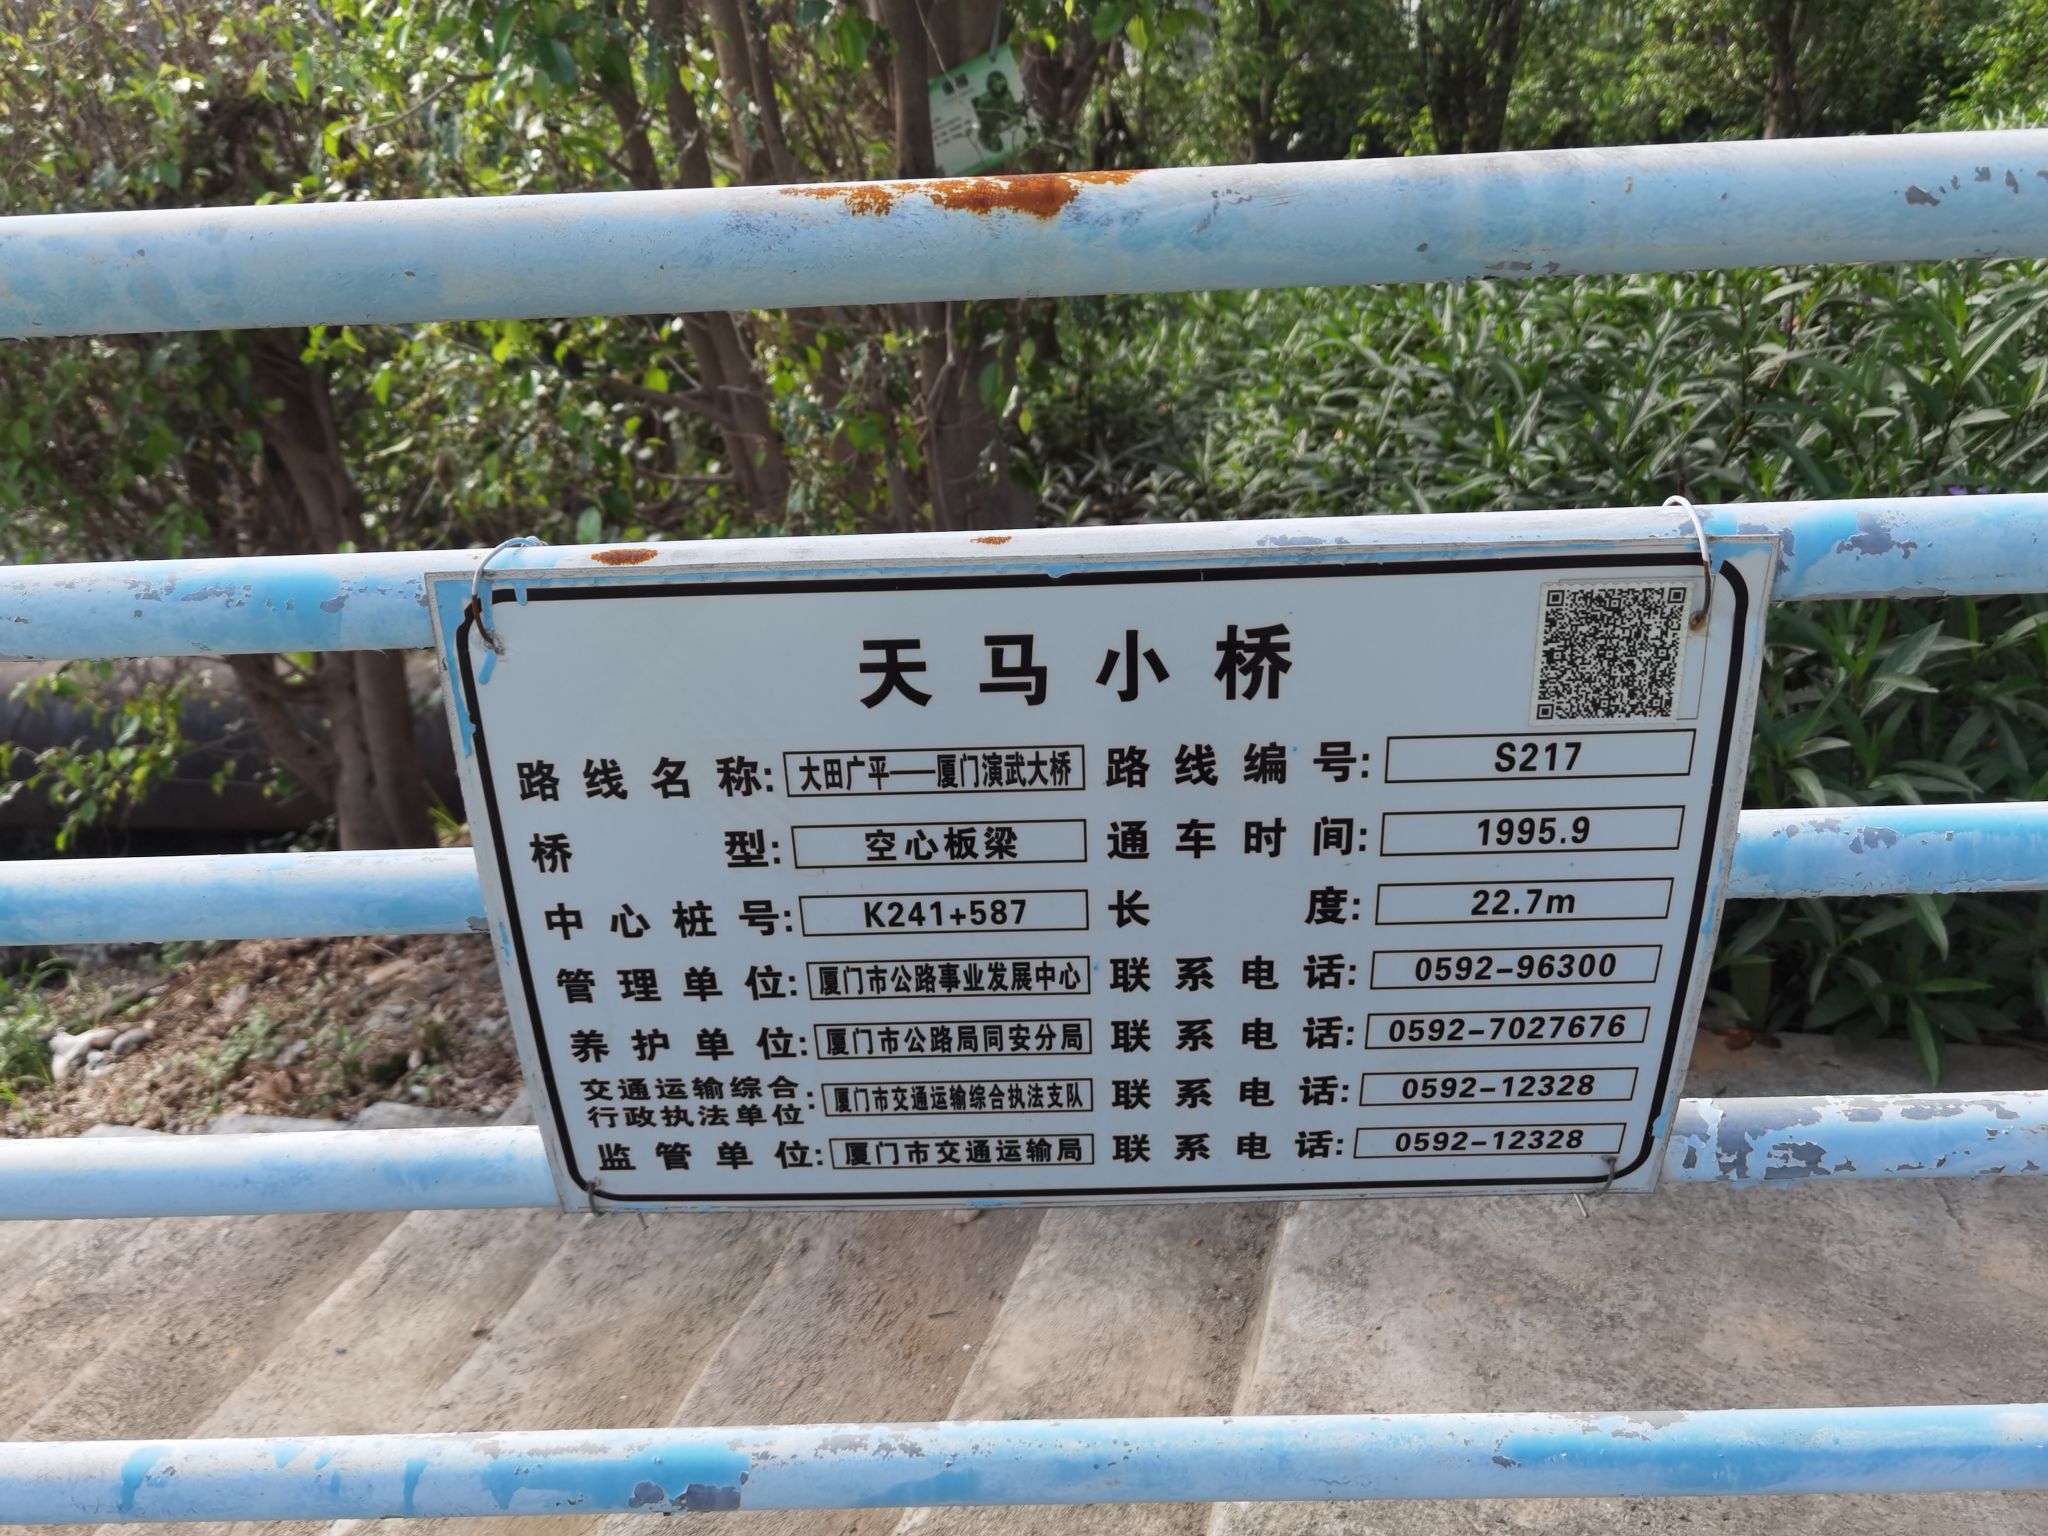 天马小桥
路线名称: 大田广平——厦门演武大桥 路线编号: S217
桥型: 空心板梁 通车时间: 1995.9
中心桩号: K241+587 长度: 22.7m
管理单位: 厦门市公路事业发展中心 联系电话: 0592-96300
养护单位: 厦门市公路局同安分局 联系电话: 0592-7027676
交通运输综合
行政执法单位: 厦门市交通运输综合执法支队 联系电话: 0592-12328
监管单位: 厦门市交通运输局 联系电话: 0592-12328